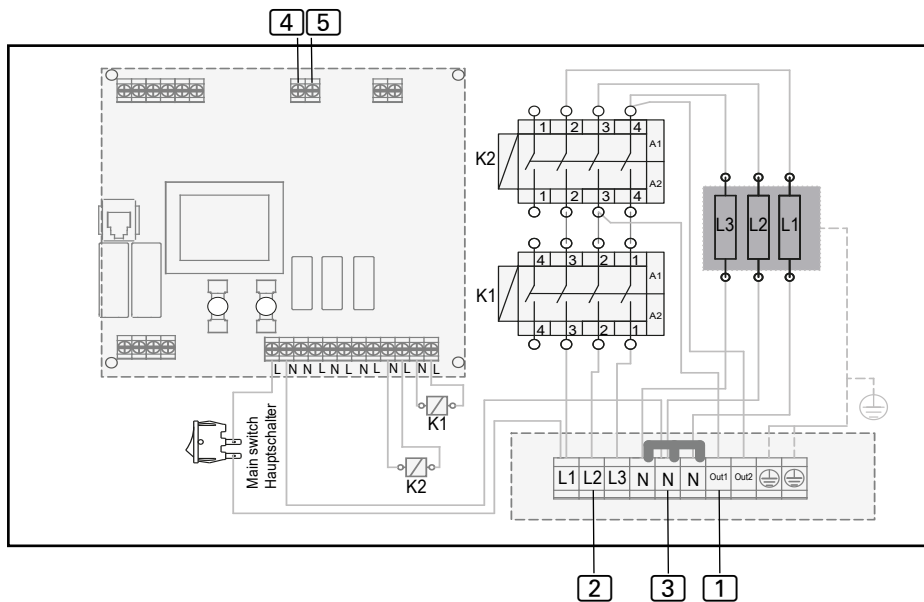 4 5
1 2 3 4
A1
K2
A2
1 2 3 4
L3 L2 L1
4 3 2 1
A1
K1
A2
4 3 2 1
L N N L N L N L N L N L
K1
K2
Main switch
Hauptschalter
L1 L2 L3 N N N Out1 Out2
2 3 1